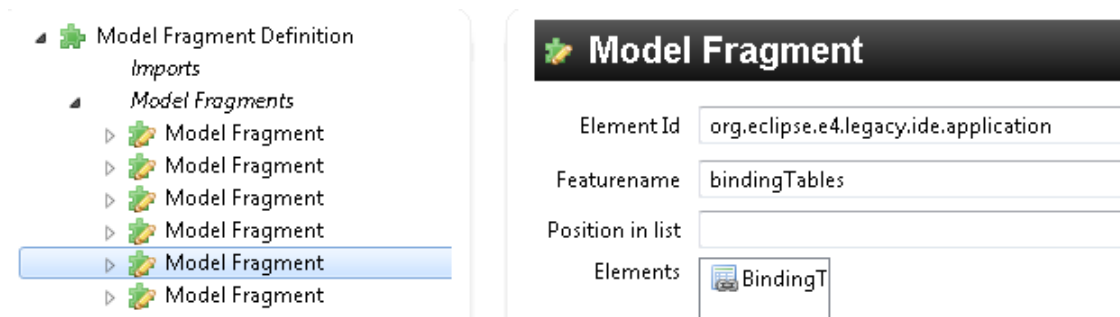 Model Fragment Definition
Imports
Model Fragments
Model Fragment
Model Fragment
Model Fragment
Model Fragment
Model Fragment
Model Fragment
Model Fragment
Element Id org.eclipse.e4.legacy.ide.application
Featurename bindingTables
Position in list
Elements BindingT